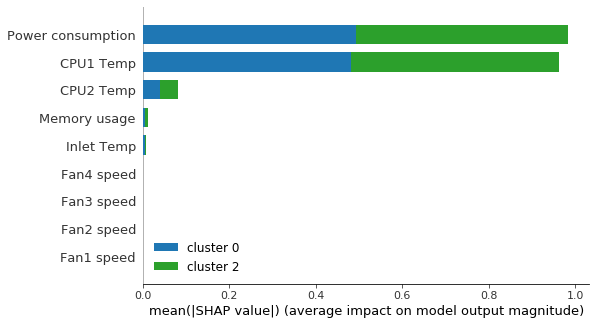 Power consumption
CPU1 Temp
CPU2 Temp
Memory usage
Inlet Temp
Fan4 speed
Fan3 speed
Fan2 speed
Fan1 speed
cluster 0
cluster 2
0.0 0.2 0.4 0.6 0.8 1.0
mean(|SHAP value|) (average impact on model output magnitude)